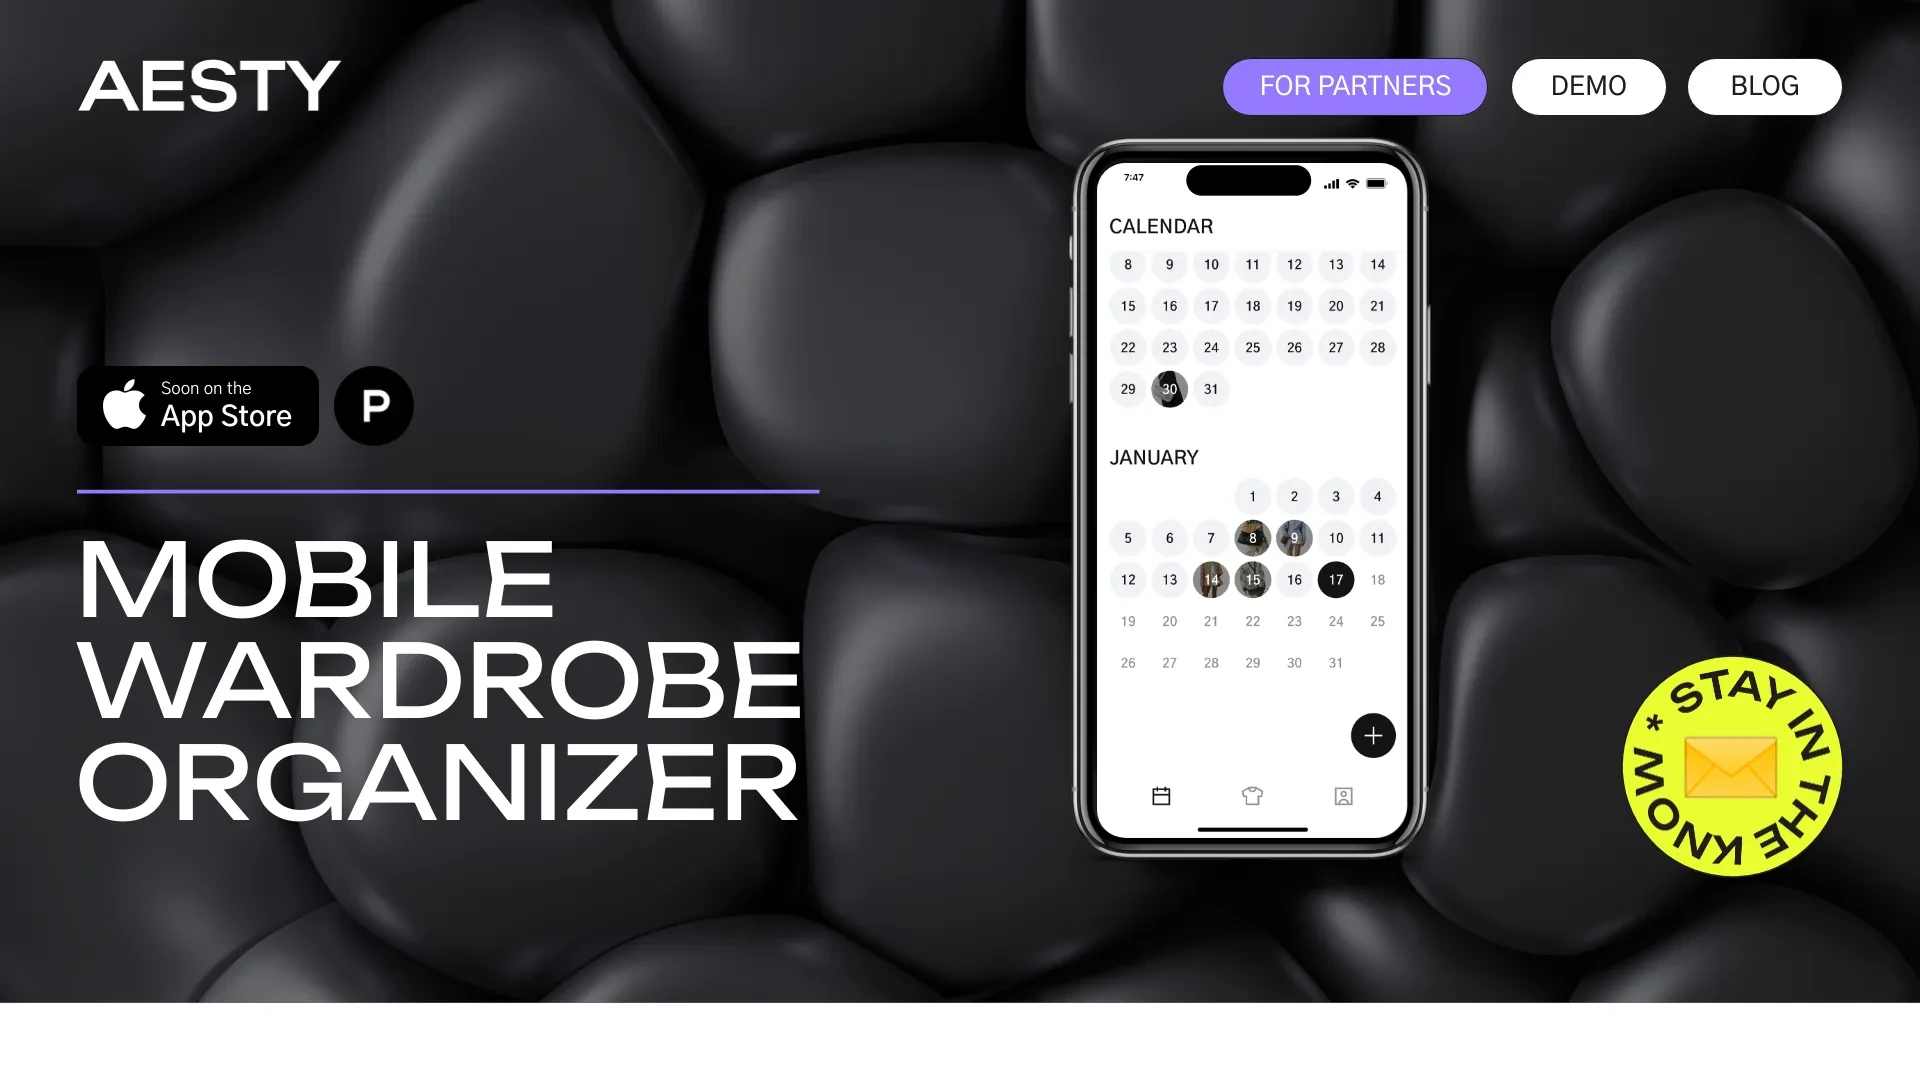 AESTY
FOR PARTNERS
DEMO
BLOG
Soon on the
App Store
P
MOBILE
WARDROBE
ORGANIZER
7:47
CALENDAR
8 9 10 11 12 13 14
15 16 17 18 19 20 21
22 23 24 25 26 27 28
29 30 31
JANUARY
1 2 3 4
5 6 7 8 9 10 11
12 13 14 15 16 17 18
19 20 21 22 23 24 25
26 27 28 29 30 31
* STAY IN THE KNOW